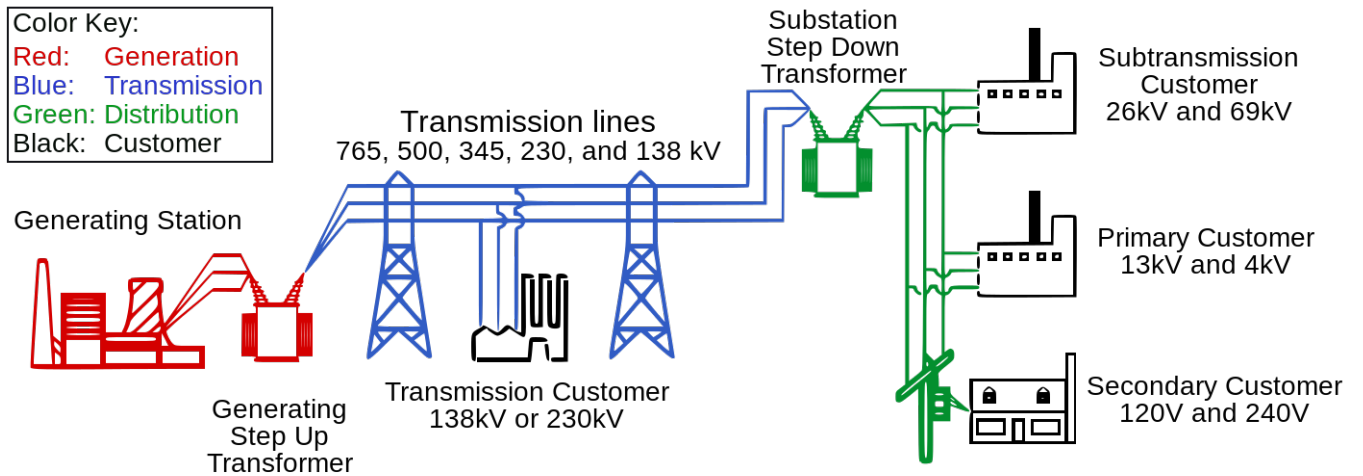 Color Key:
Red: Generation
Blue: Transmission
Green: Distribution
Black: Customer
Generating Station
Generating
Step Up
Transformer
Transmission lines
765, 500, 345, 230, and 138 kV
Transmission Customer
138kV or 230kV
Substation
Step Down
Transformer
Subtransmission
Customer
26kV and 69kV
Primary Customer
13kV and 4kV
Secondary Customer
120V and 240V